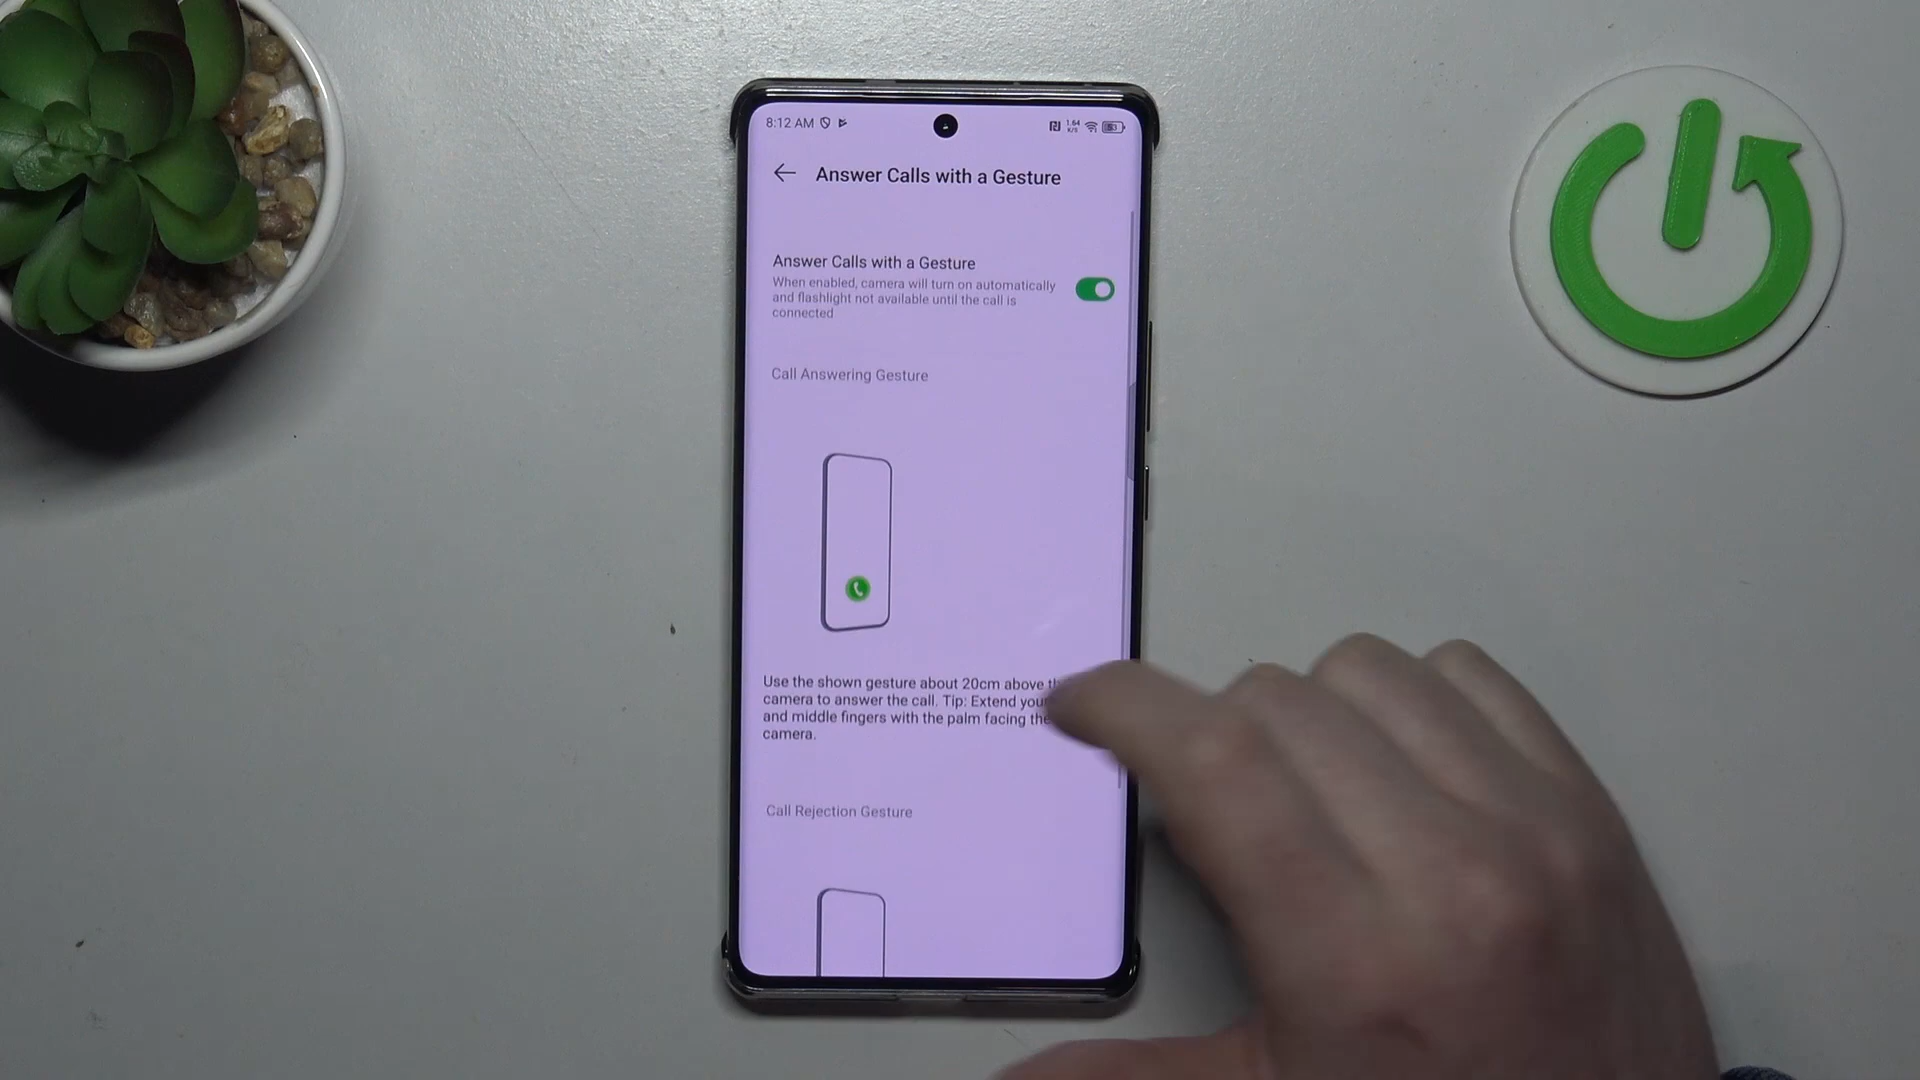 8:12 AM
1.64
K/S
53
Answer Calls with a Gesture
Answer Calls with a Gesture
When enabled, camera will turn on automatically
and flashlight not available until the call is
connected
Call Answering Gesture
Use the shown gesture about 20cm above
camera to answer the call. Tip: Extend your
and middle fingers with the palm facing the
camera.
Call Rejection Gesture